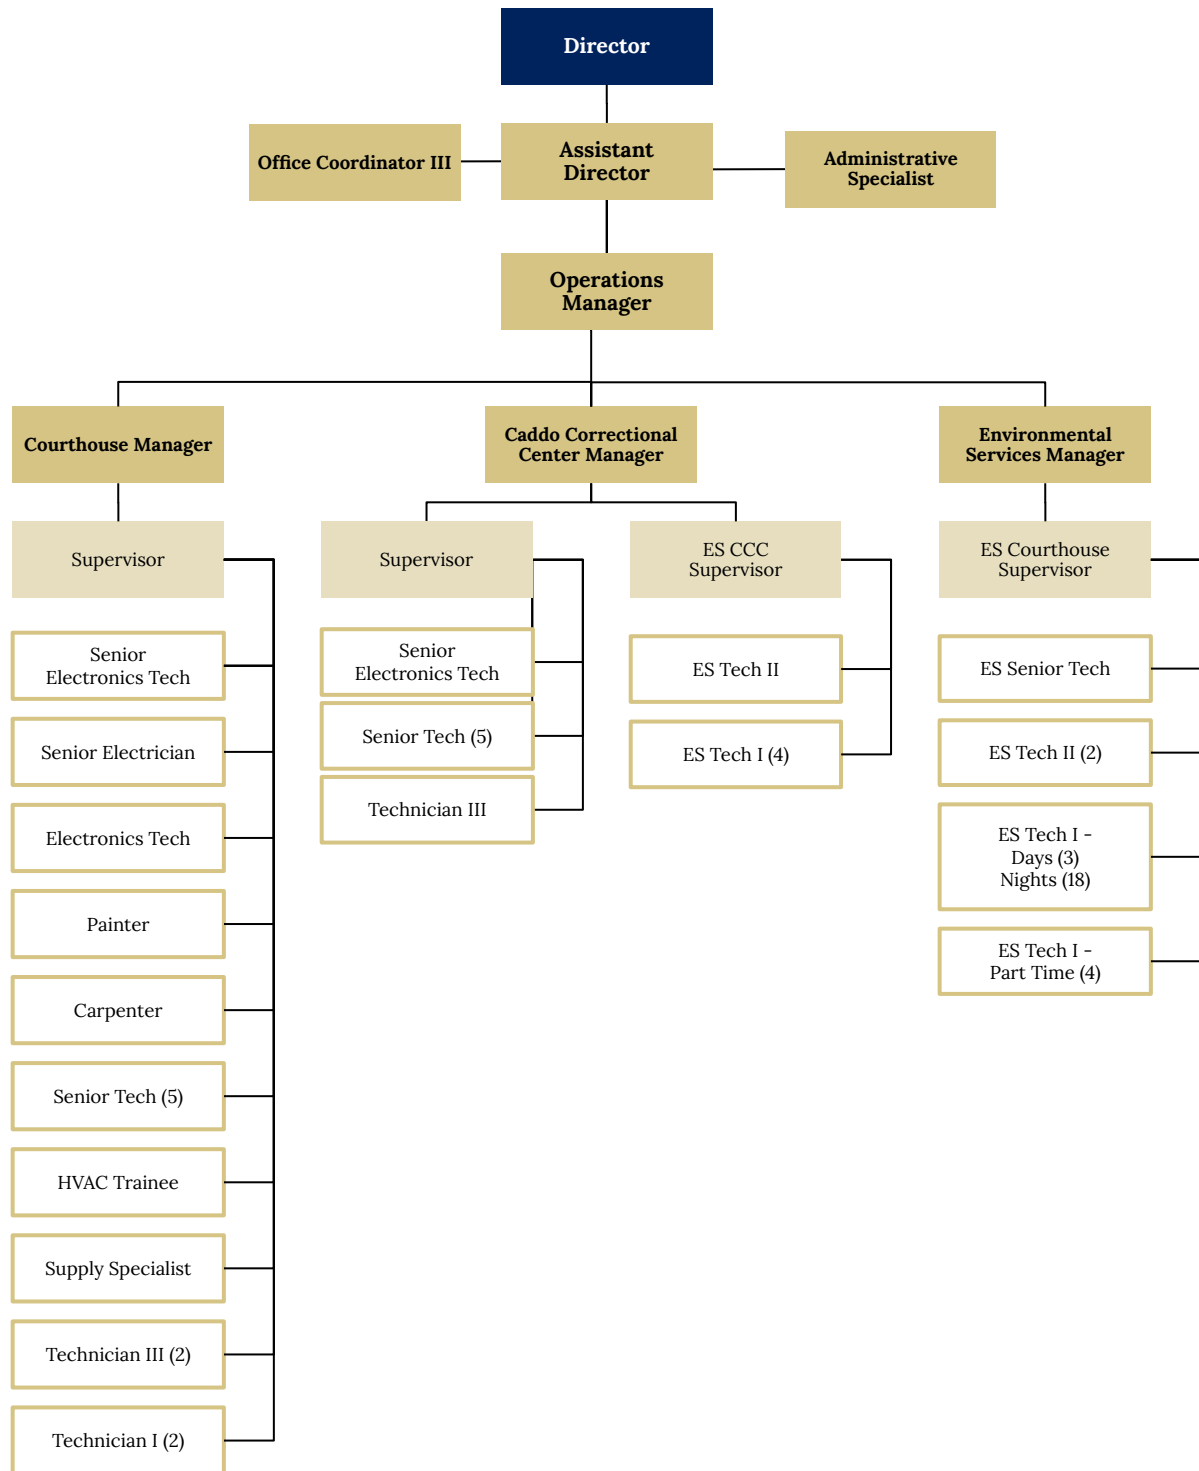 Director
Office Coordinator III
Assistant
Director
Administrative
Specialist
Operations
Manager
Courthouse Manager
Caddo Correctional
Center Manager
Environmental
Services Manager
Supervisor
Senior
Electronics Tech
Senior Electrician
Electronics Tech
Painter
Carpenter
Senior Tech (5)
HVAC Trainee
Supply Specialist
Technician III (2)
Technician I (2)
Supervisor
Senior
Electronics Tech
Senior Tech (5)
Technician III
ES CCC
Supervisor
ES Tech II
ES Tech I (4)
ES Courthouse
Supervisor
ES Senior Tech
ES Tech II (2)
ES Tech I -
Days (3)
Nights (18)
ES Tech I -
Part Time (4)